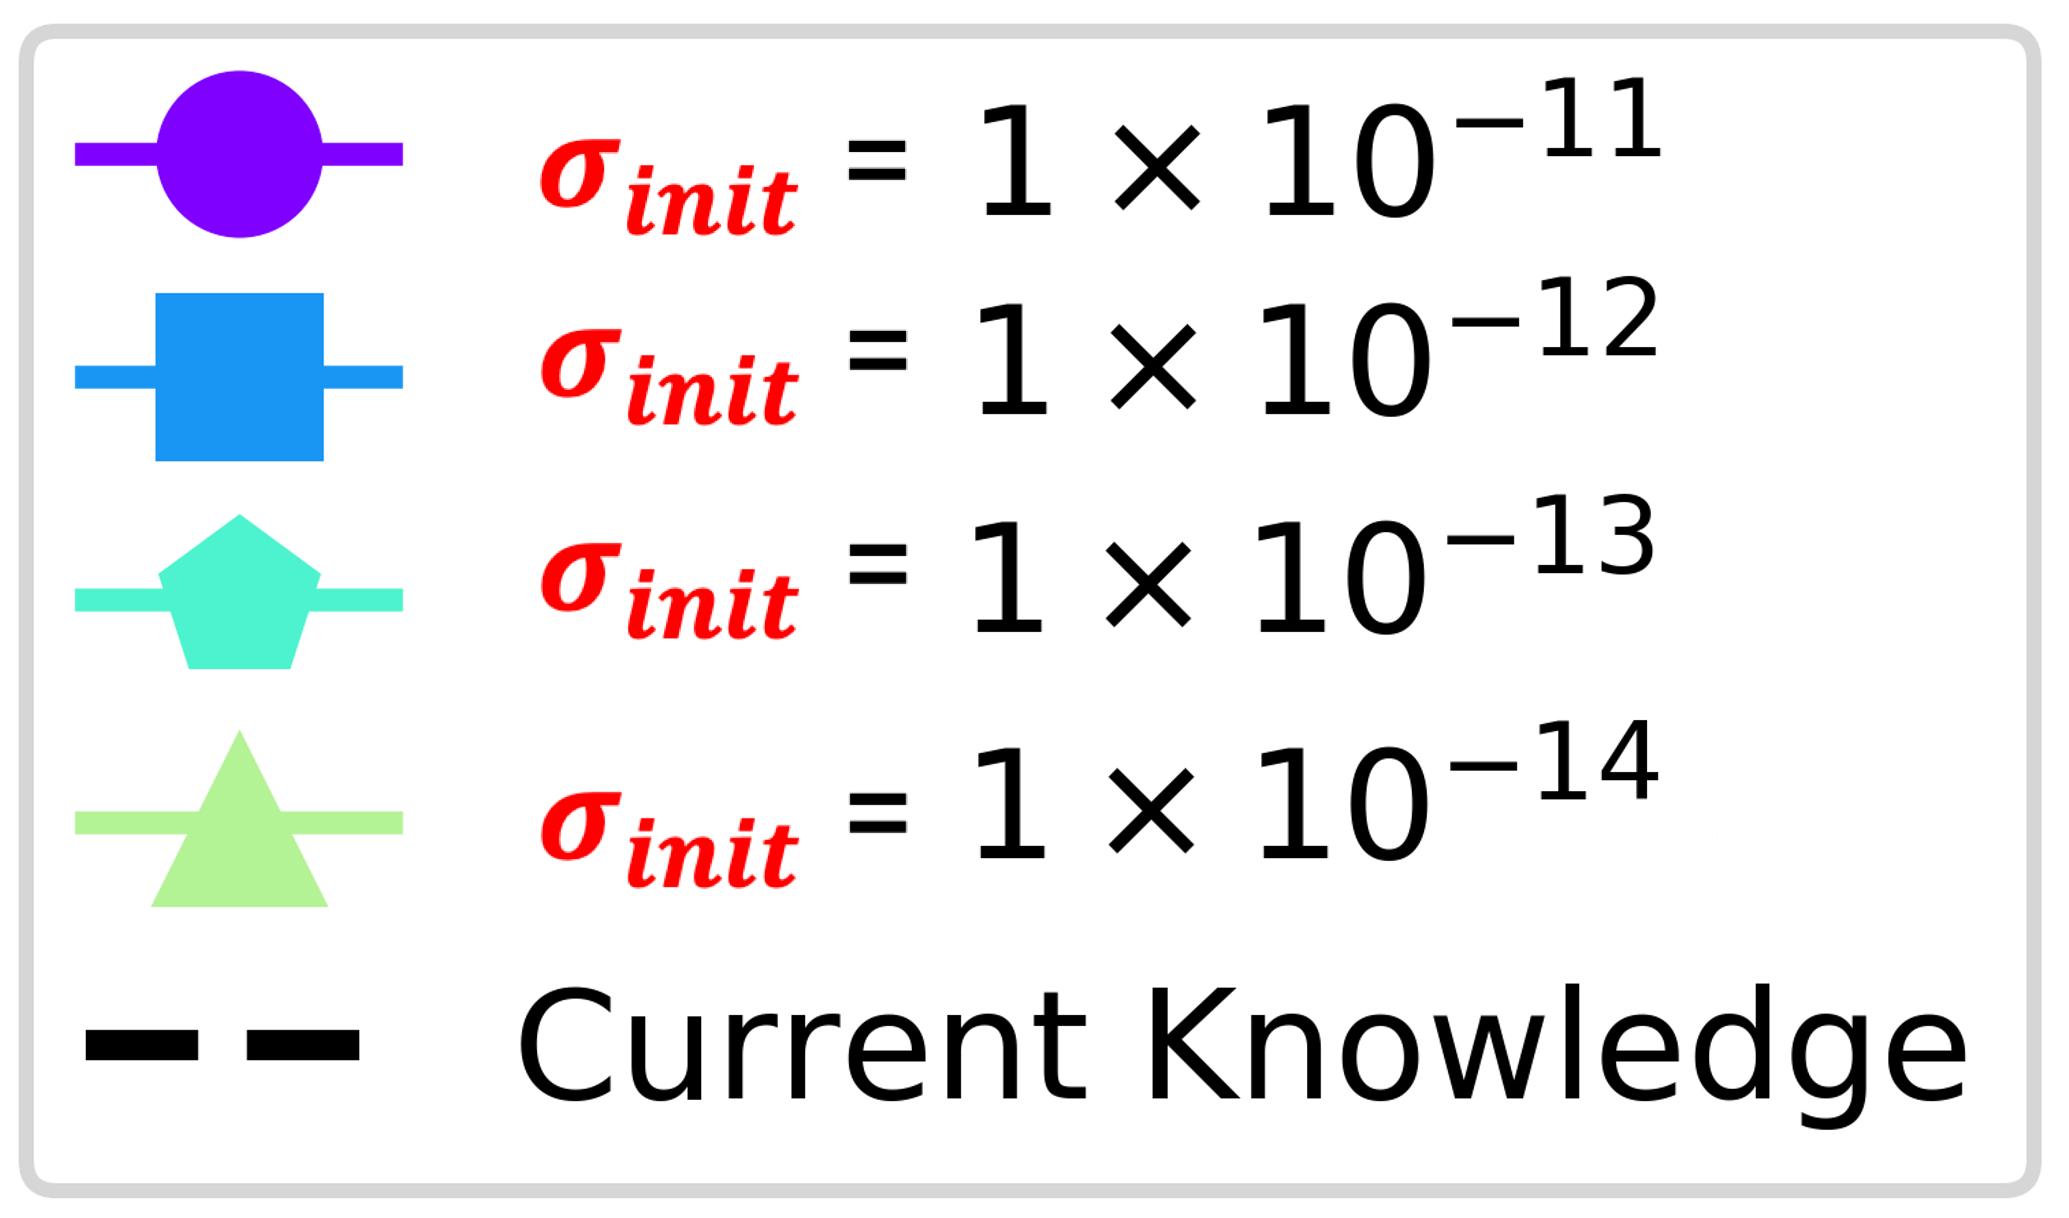 σ_init = 1 × 10⁻¹¹
σ_init = 1 × 10⁻¹²
σ_init = 1 × 10⁻¹³
σ_init = 1 × 10⁻¹⁴
Current Knowledge